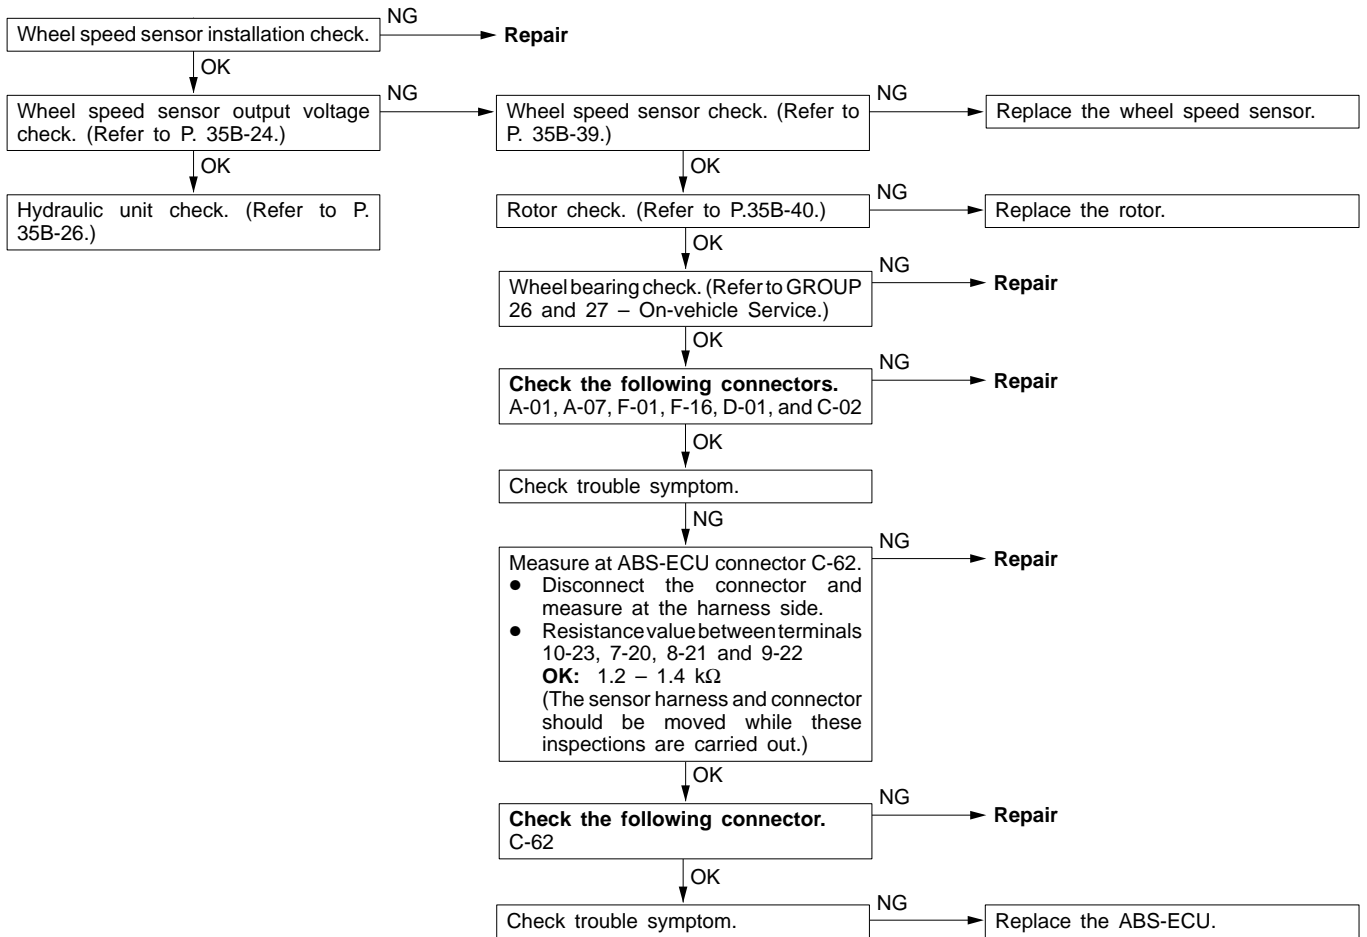 NG
Wheel speed sensor installation check.
Repair
OK
NG
NG
Wheel speed sensor output voltage
check. (Refer to P. 35B-24.)
Wheel speed sensor check. (Refer to
P. 35B-39.)
Replace the wheel speed sensor.
OK
OK
Hydraulic unit check. (Refer to P.
35B-26.)
NG
Rotor check. (Refer to P.35B-40.)
Replace the rotor.
OK
NG
Wheel bearing check. (Refer to GROUP
26 and 27 – On-vehicle Service.)
Repair
OK
NG
Check the following connectors.
A-01, A-07, F-01, F-16, D-01, and C-02
Repair
OK
Check trouble symptom.
NG
NG
Measure at ABS-ECU connector C-62.
Repair
● Disconnect the connector and
measure at the harness side.
● Resistance value between terminals
10-23, 7-20, 8-21 and 9-22
OK: 1.2 – 1.4 kΩ
(The sensor harness and connector
should be moved while these
inspections are carried out.)
OK
NG
Check the following connector.
C-62
Repair
OK
NG
Check trouble symptom.
Replace the ABS-ECU.